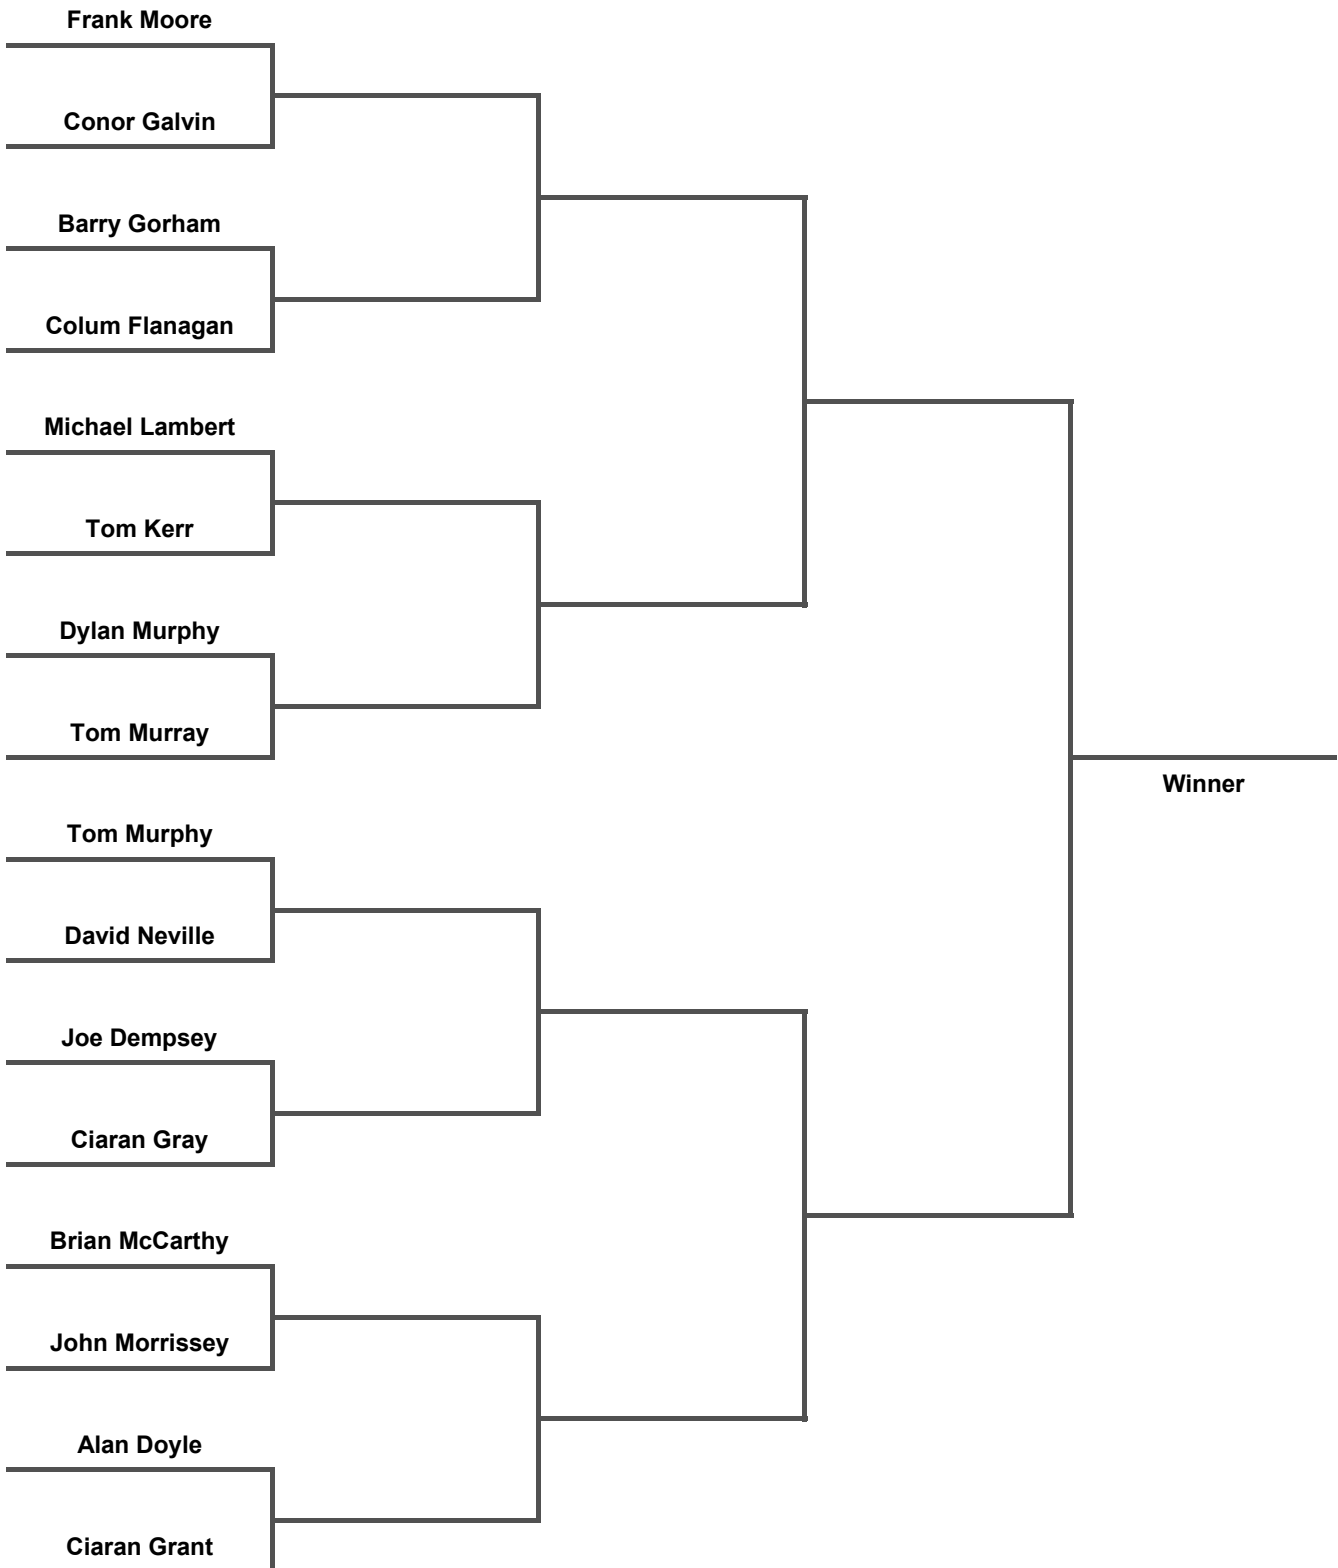 Frank Moore
Conor Galvin
Barry Gorham
Colum Flanagan
Michael Lambert
Tom Kerr
Dylan Murphy
Tom Murray
Winner
Tom Murphy
David Neville
Joe Dempsey
Ciaran Gray
Brian McCarthy
John Morrissey
Alan Doyle
Ciaran Grant